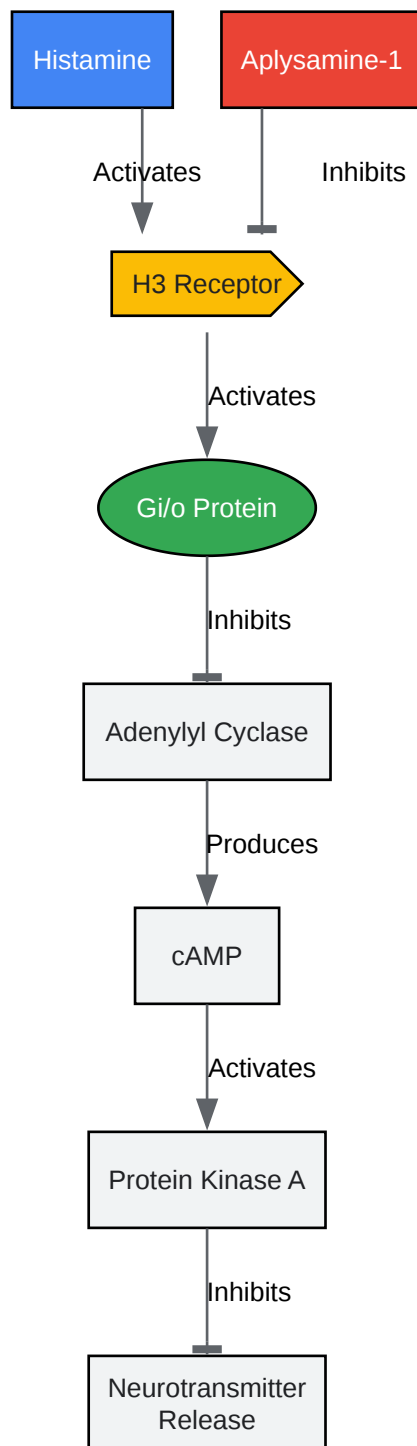 Histamine
Aplysamine-1
Activates
Inhibits
H3 Receptor
Activates
Gi/o Protein
Inhibits
Adenylyl Cyclase
Produces
cAMP
Activates
Protein Kinase A
Inhibits
Neurotransmitter
Release